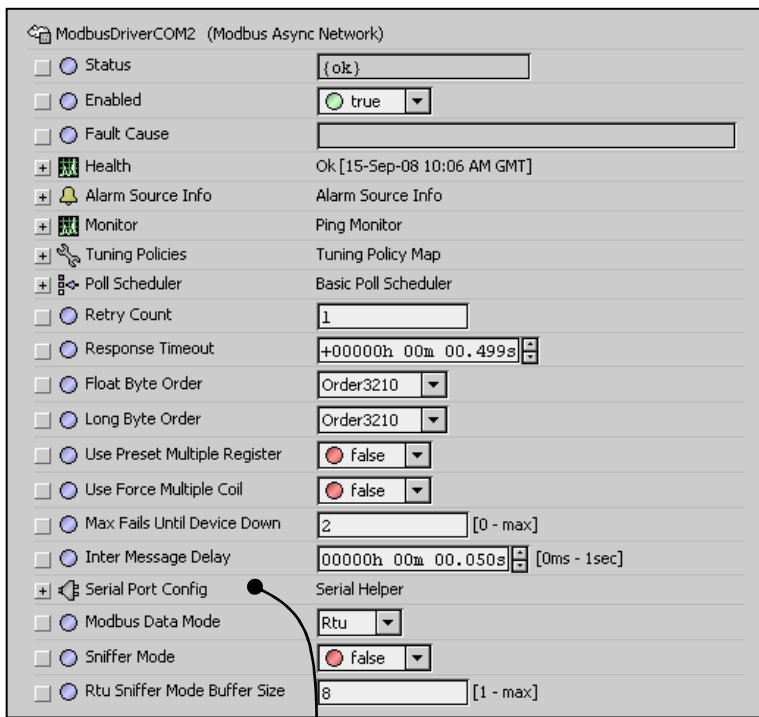 ModbusDriverCOM2 (Modbus Async Network)
Status {ok}
Enabled true
Fault Cause
Health Ok [15-Sep-08 10:06 AM GMT]
Alarm Source Info Alarm Source Info
Monitor Ping Monitor
Tuning Policies Tuning Policy Map
Poll Scheduler Basic Poll Scheduler
Retry Count 1
Response Timeout +00000h 00m 00.499s
Float Byte Order Order3210
Long Byte Order Order3210
Use Preset Multiple Register false
Use Force Multiple Coil false
Max Fails Until Device Down 2 [0 - max]
Inter Message Delay 00000h 00m 00.050s [0ms - 1sec]
Serial Port Config Serial Helper
Modbus Data Mode Rtu
Sniffer Mode false
Rtu Sniffer Mode Buffer Size 8 [1 - max]